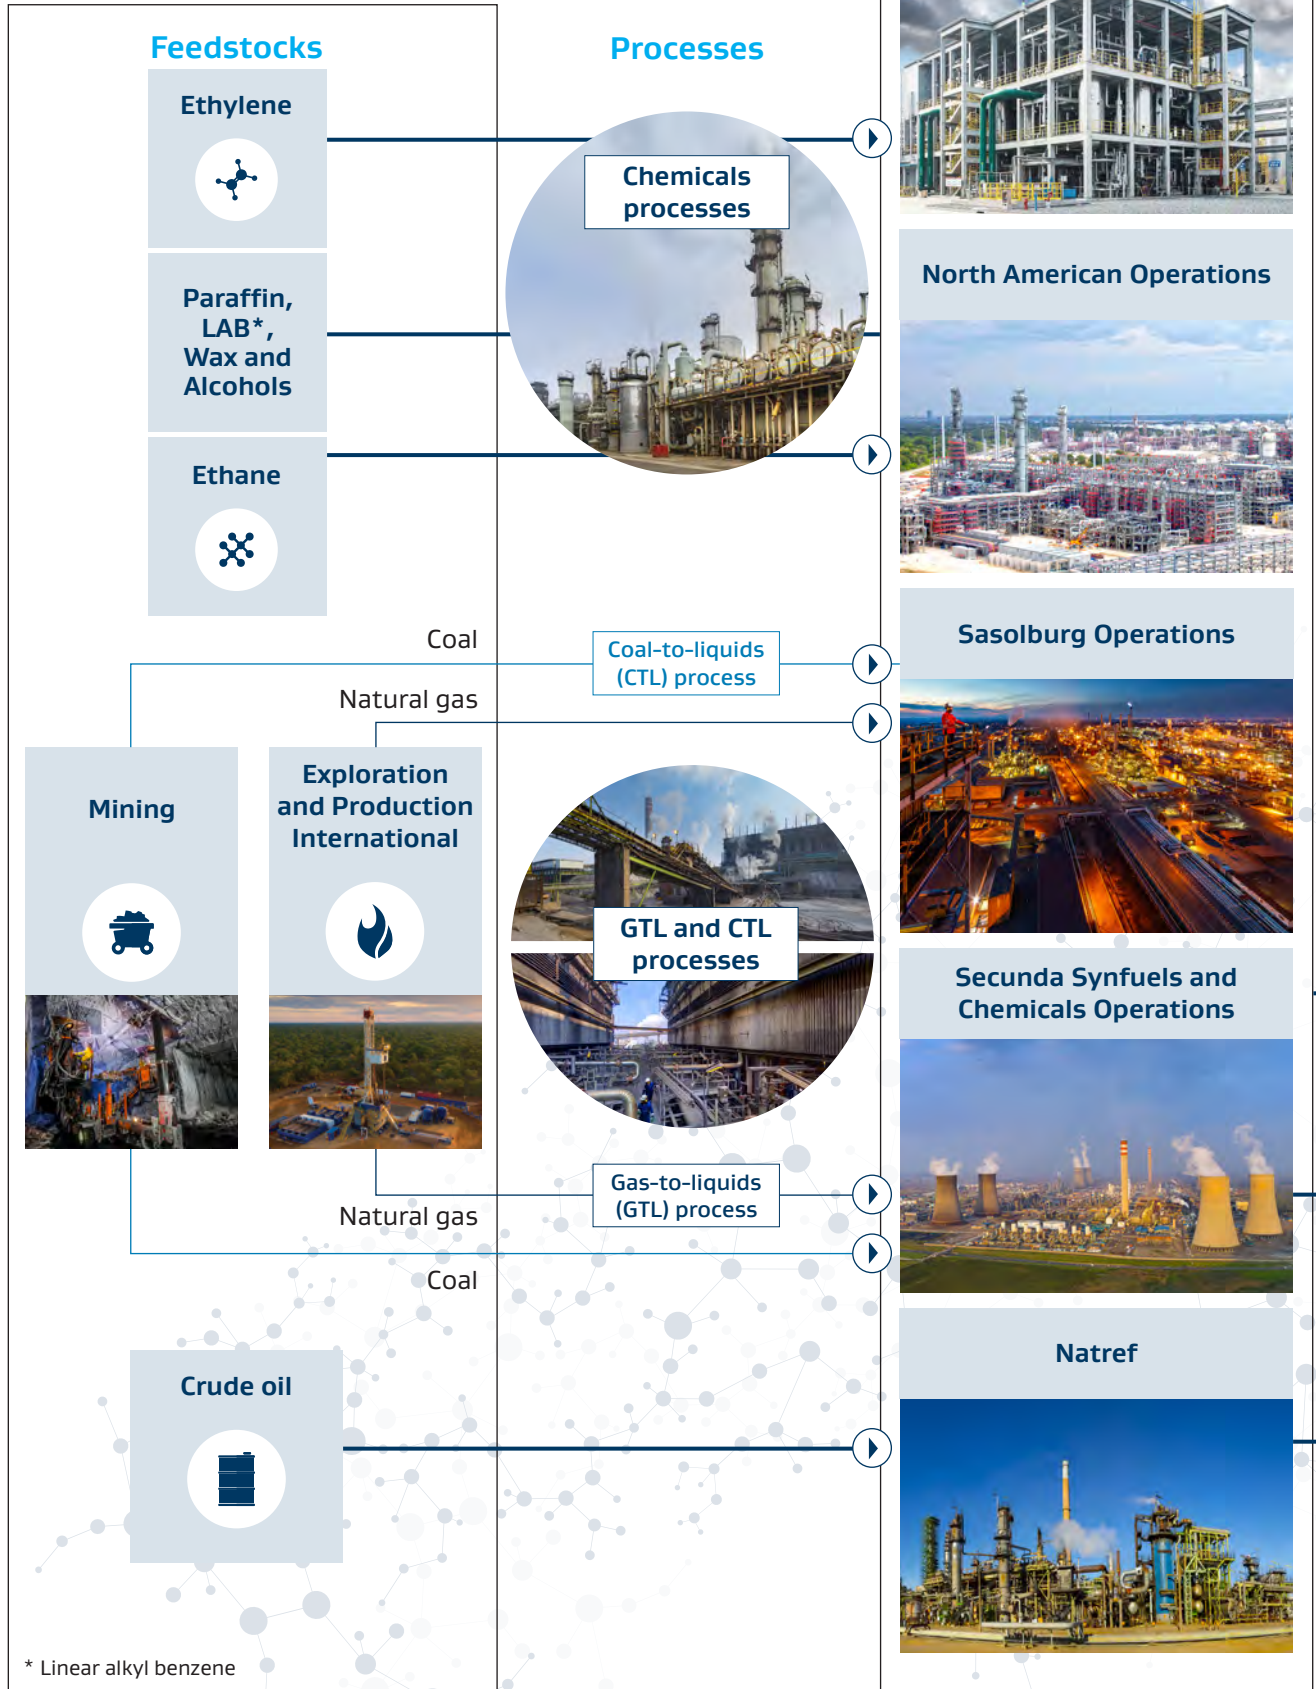 Feedstocks
Processes
Ethylene
Chemicals
processes
Paraffin,
LAB*,
Wax and
Alcohols
North American Operations
Ethane
Coal
Coal-to-liquids
(CTL) process
Sasolburg Operations
Natural gas
Mining
Exploration
and Production
International
GTL and CTL
processes
Secunda Synfuels and
Chemicals Operations
Gas-to-liquids
(GTL) process
Natural gas
Coal
Crude oil
Natref
* Linear alkyl benzene